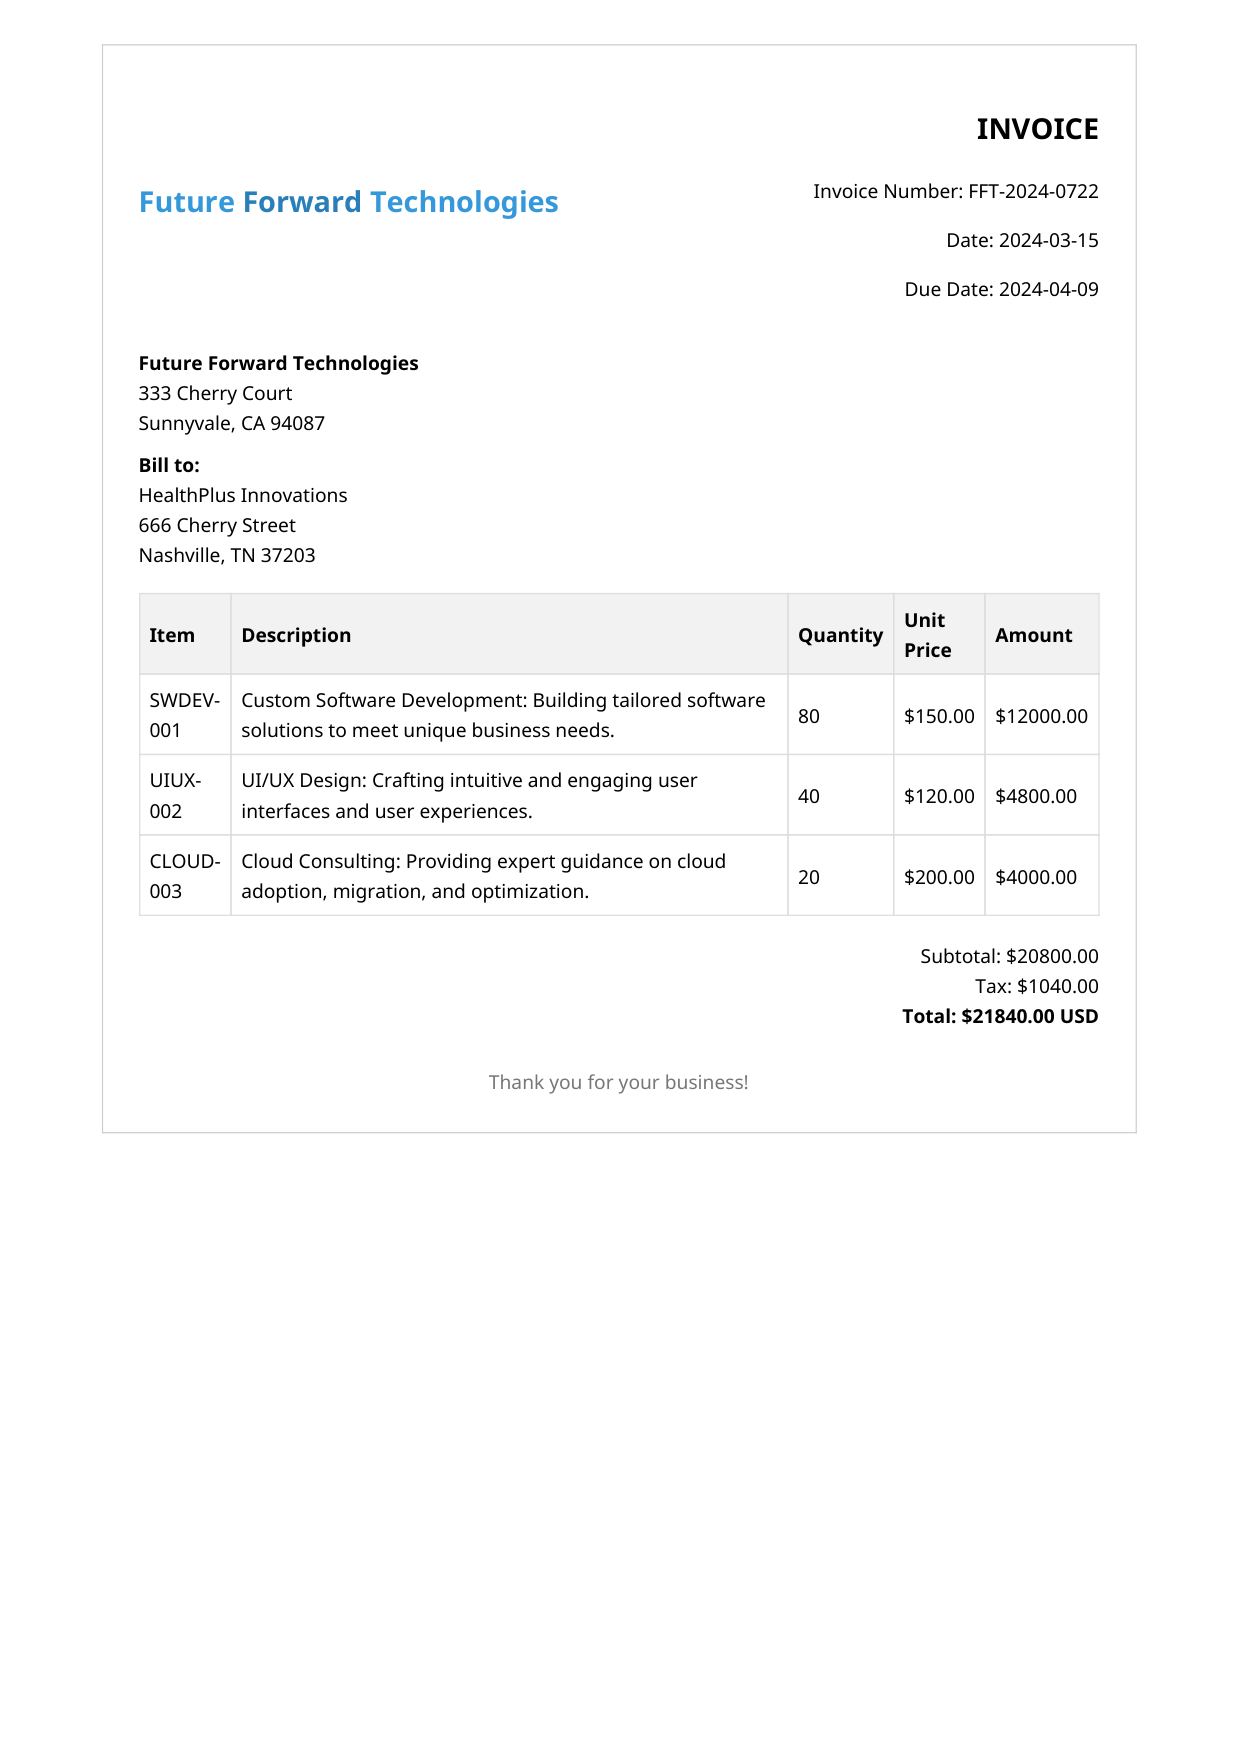 INVOICE
Future Forward Technologies
Invoice Number: FFT-2024-0722
Date: 2024-03-15
Due Date: 2024-04-09
Future Forward Technologies
333 Cherry Court
Sunnyvale, CA 94087
Bill to:
HealthPlus Innovations
666 Cherry Street
Nashville, TN 37203
Item Description Quantity Unit Price Amount
SWDEV-001 Custom Software Development: Building tailored software solutions to meet unique business needs. 80 $150.00 $12000.00
UIUX-002 UI/UX Design: Crafting intuitive and engaging user interfaces and user experiences. 40 $120.00 $4800.00
CLOUD-003 Cloud Consulting: Providing expert guidance on cloud adoption, migration, and optimization. 20 $200.00 $4000.00
Subtotal: $20800.00
Tax: $1040.00
Total: $21840.00 USD
Thank you for your business!